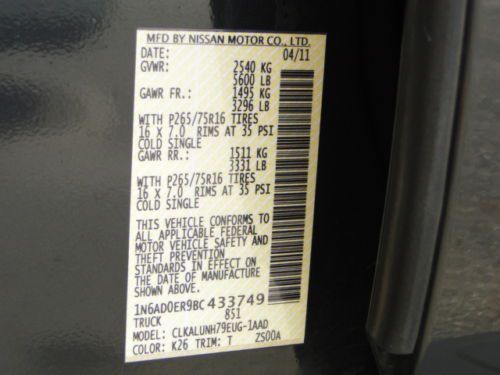 MFD BY NISSAN MOTOR CO., LTD.
DATE: 04/11
GVWR: 2540 KG
5600 LB
GAWR FR.: 1495 KG
3296 LB
WITH P265/75R16 TIRES
16 X 7.0 RIMS AT 35 PSI
COLD SINGLE
GAWR RR.: 1511 KG
3331 LB
WITH P265/75R16 TIRES
16 X 7.0 RIMS AT 35 PSI
COLD SINGLE
THIS VEHICLE CONFORMS TO
ALL APPLICABLE FEDERAL
MOTOR VEHICLE SAFETY AND
THEFT PREVENTION
STANDARDS IN EFFECT ON
THE DATE OF MANUFACTURE
SHOWN ABOVE.
1N6AD0ER9BC433749
TRUCK 851
MODEL: CLKALUNH79EUG-1AAD
COLOR: K26 TRIM: T ZS00A